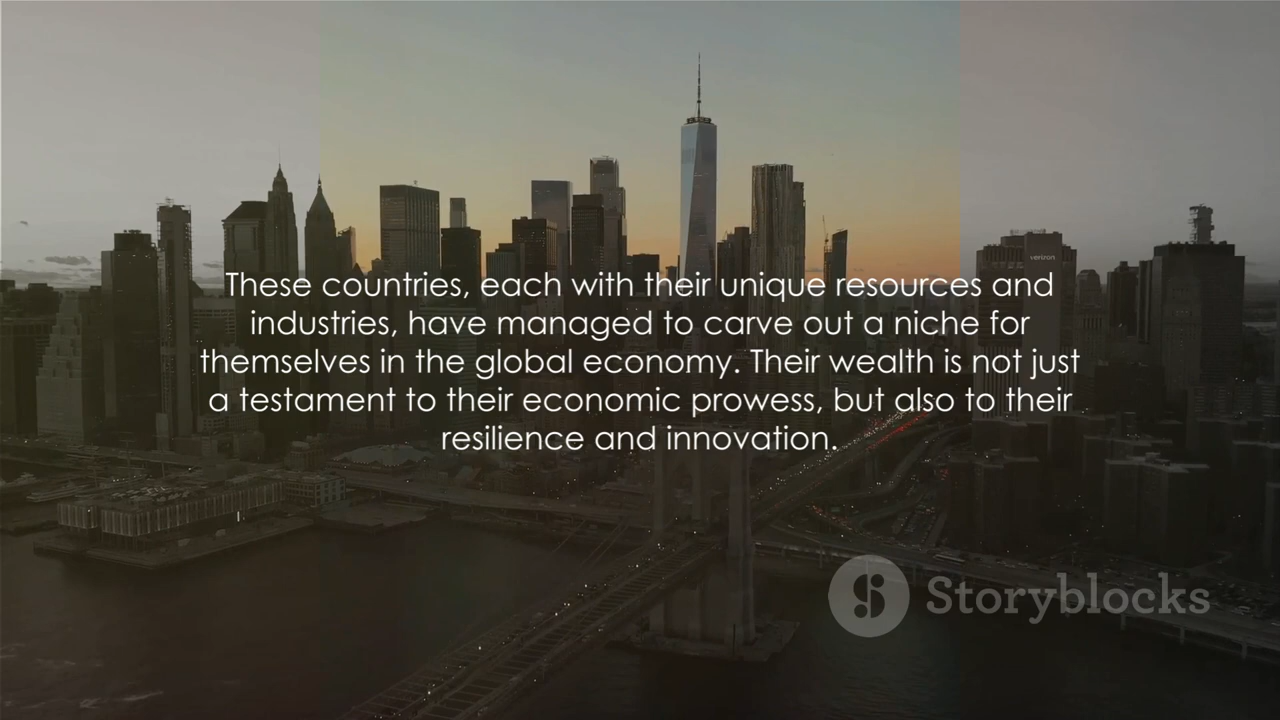 verizon
These countries, each with their unique resources and
industries, have managed to carve out a niche for
themselves in the global economy. Their wealth is not just
a testament to their economic prowess, but also to their
resilience and innovation.
Storyblocks